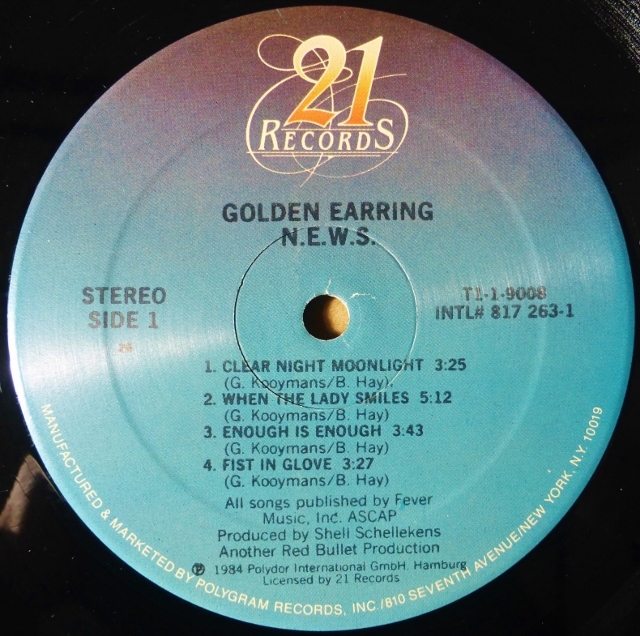 21
RECORDS
GOLDEN EARRING
N.E.W.S.
STEREO
SIDE 1
26
T1-1-9008
INTL# 817 263-1
1. CLEAR NIGHT MOONLIGHT 3:25
(G. Kooymans/B. Hay)
2. WHEN THE LADY SMILES 5:12
(G. Kooymans/B. Hay)
3. ENOUGH IS ENOUGH 3:43
(G. Kooymans/B. Hay)
4. FIST IN GLOVE 3:27
(G. Kooymans/B. Hay)
All songs published by Fever
Music, Inc. ASCAP
Produced by Shell Schellekens
Another Red Bullet Production
℗ 1984 Polydor International GmbH. Hamburg
Licensed by 21 Records
MANUFACTURED & MARKETED BY POLYGRAM RECORDS, INC./810 SEVENTH AVENUE/NEW YORK, N.Y. 10019